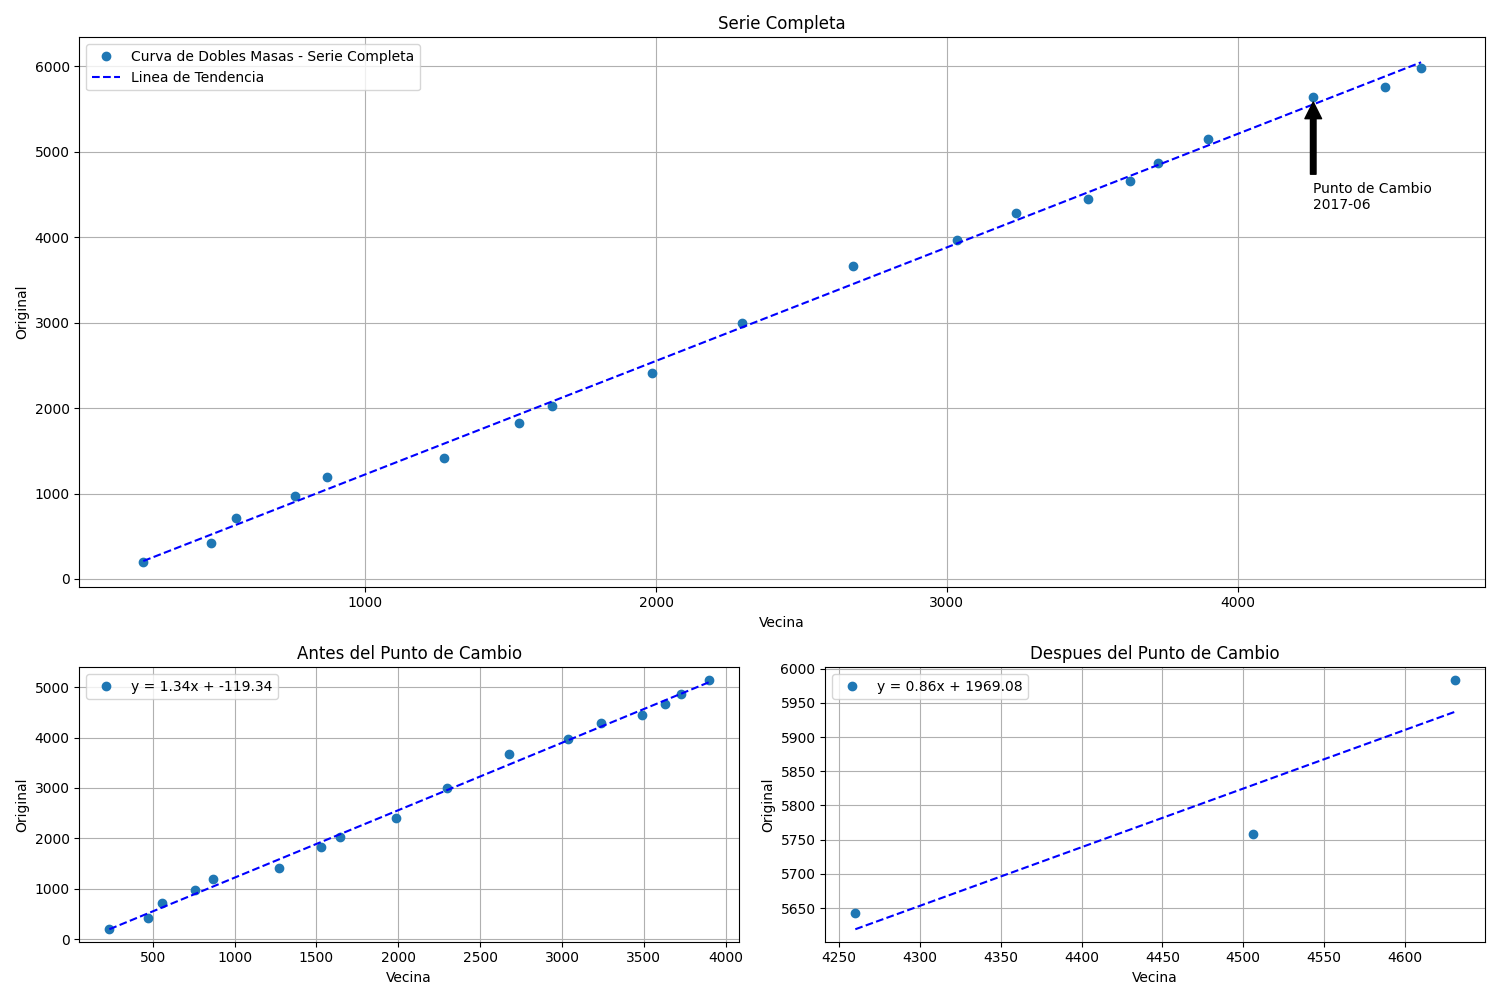 Serie Completa
Curva de Dobles Masas - Serie Completa
Linea de Tendencia
Original
6000
5000
4000
3000
2000
1000
0
Punto de Cambio
2017-06
1000 2000 3000 4000
Vecina
Antes del Punto de Cambio
y = 1.34x + -119.34
Original
5000
4000
3000
2000
1000
0
500 1000 1500 2000 2500 3000 3500 4000
Vecina
Despues del Punto de Cambio
y = 0.86x + 1969.08
Original
6000
5950
5900
5850
5800
5750
5700
5650
4250 4300 4350 4400 4450 4500 4550 4600
Vecina